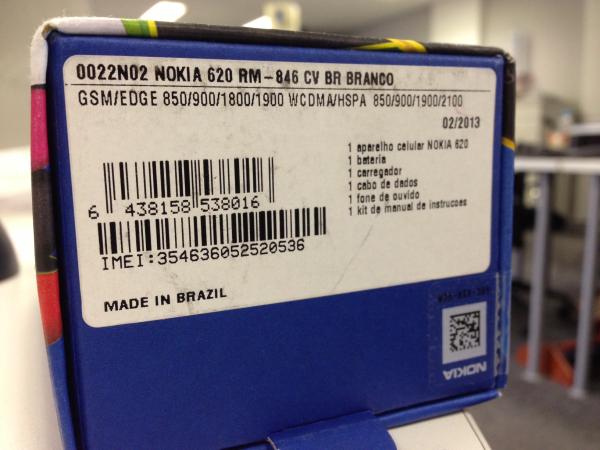 0022N02 NOKIA 620 RM-846 CV BR BRANCO
GSM/EDGE 850/900/1800/1900 WCDMA/HSPA 850/900/1900/2100
02/2013
1 aparelho celular NOKIA 620
1 bateria
1 carregador
1 cabo de dados
1 fone de ouvido
1 kit de manual de instrucoes
6 438158 538016
IMEI:354636052520536
MADE IN BRAZIL
NOKIA